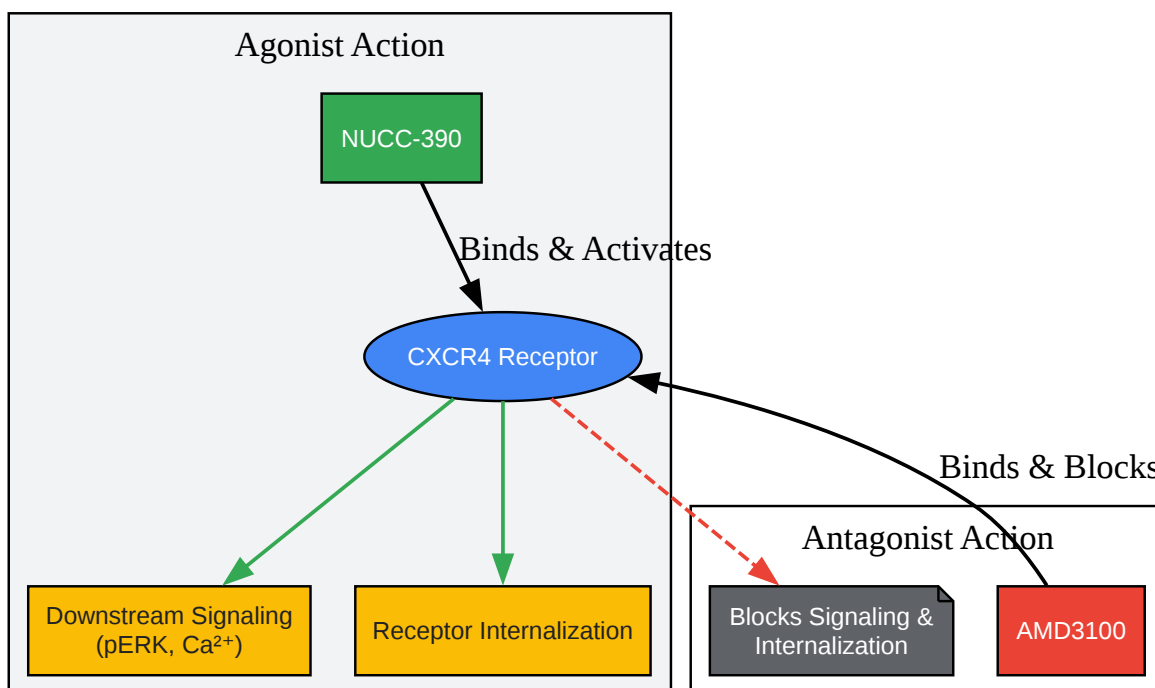 Agonist Action
NUCC-390
Binds & Activates
CXCR4 Receptor
Binds & Blocks
Antagonist Action
Downstream Signaling
(pERK, Ca²⁺)
Receptor Internalization
Blocks Signaling &
Internalization
AMD3100